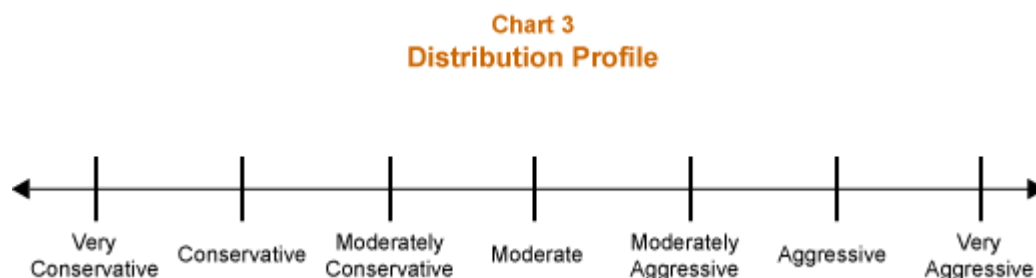 Chart 3
Distribution Profile
Very
Conservative
Conservative
Moderately
Conservative
Moderate
Moderately
Aggressive
Aggressive
Very
Aggressive